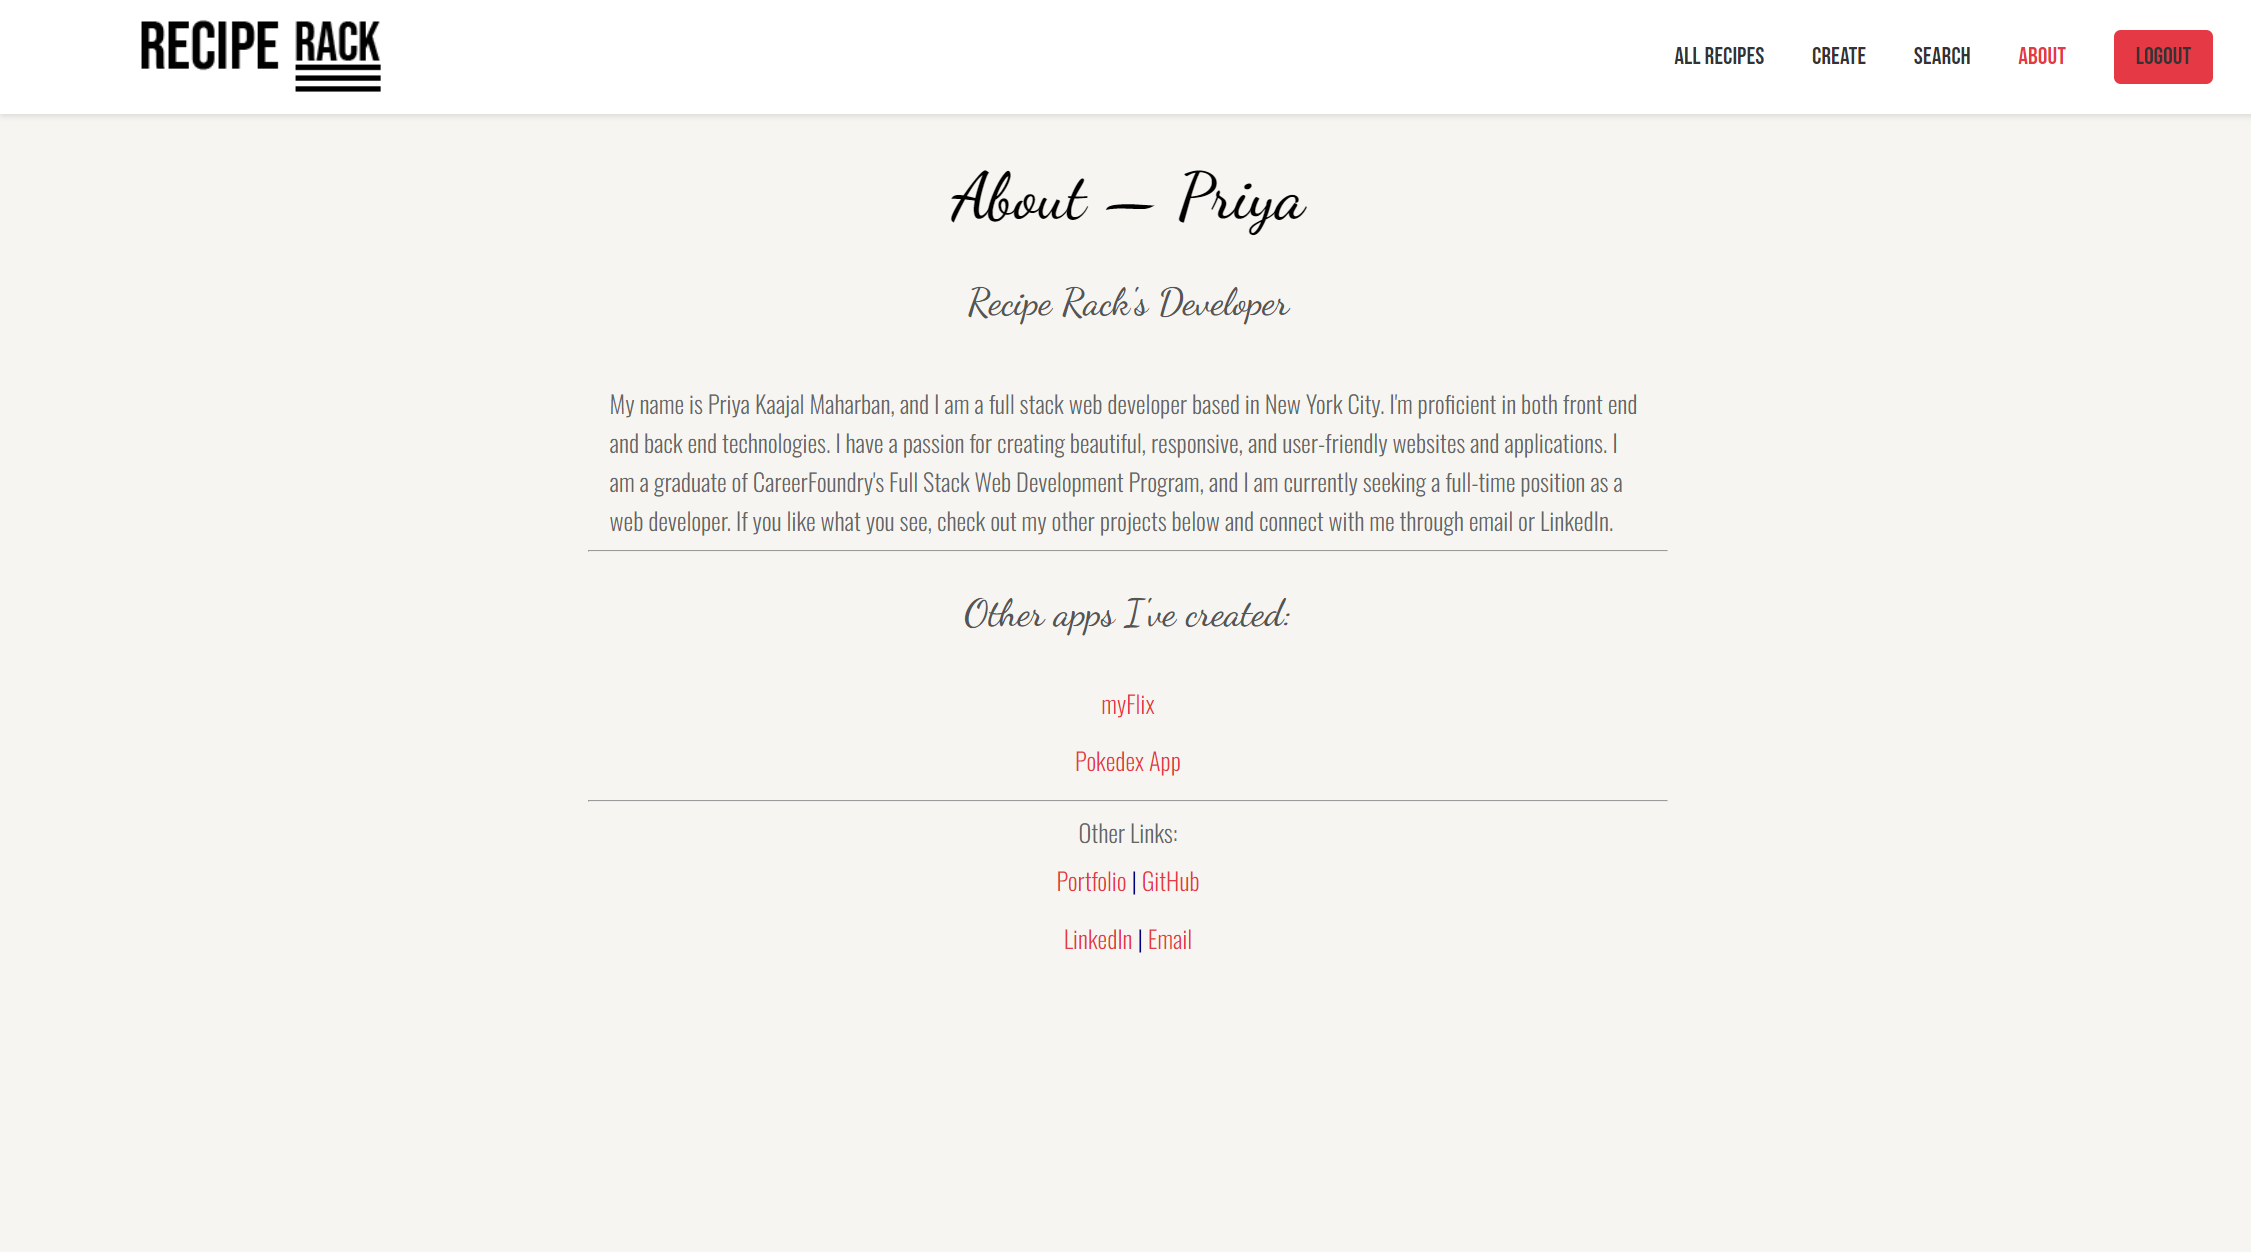 RECIPE RACK
ALL RECIPES CREATE SEARCH ABOUT LOGOUT
About — Priya
Recipe Rack's Developer
My name is Priya Kaajal Maharban, and I am a full stack web developer based in New York City. I'm proficient in both front end
and back end technologies. I have a passion for creating beautiful, responsive, and user-friendly websites and applications. I
am a graduate of CareerFoundry's Full Stack Web Development Program, and I am currently seeking a full-time position as a
web developer. If you like what you see, check out my other projects below and connect with me through email or LinkedIn.
Other apps I've created:
myFlix
Pokedex App
Other Links:
Portfolio | GitHub
LinkedIn | Email